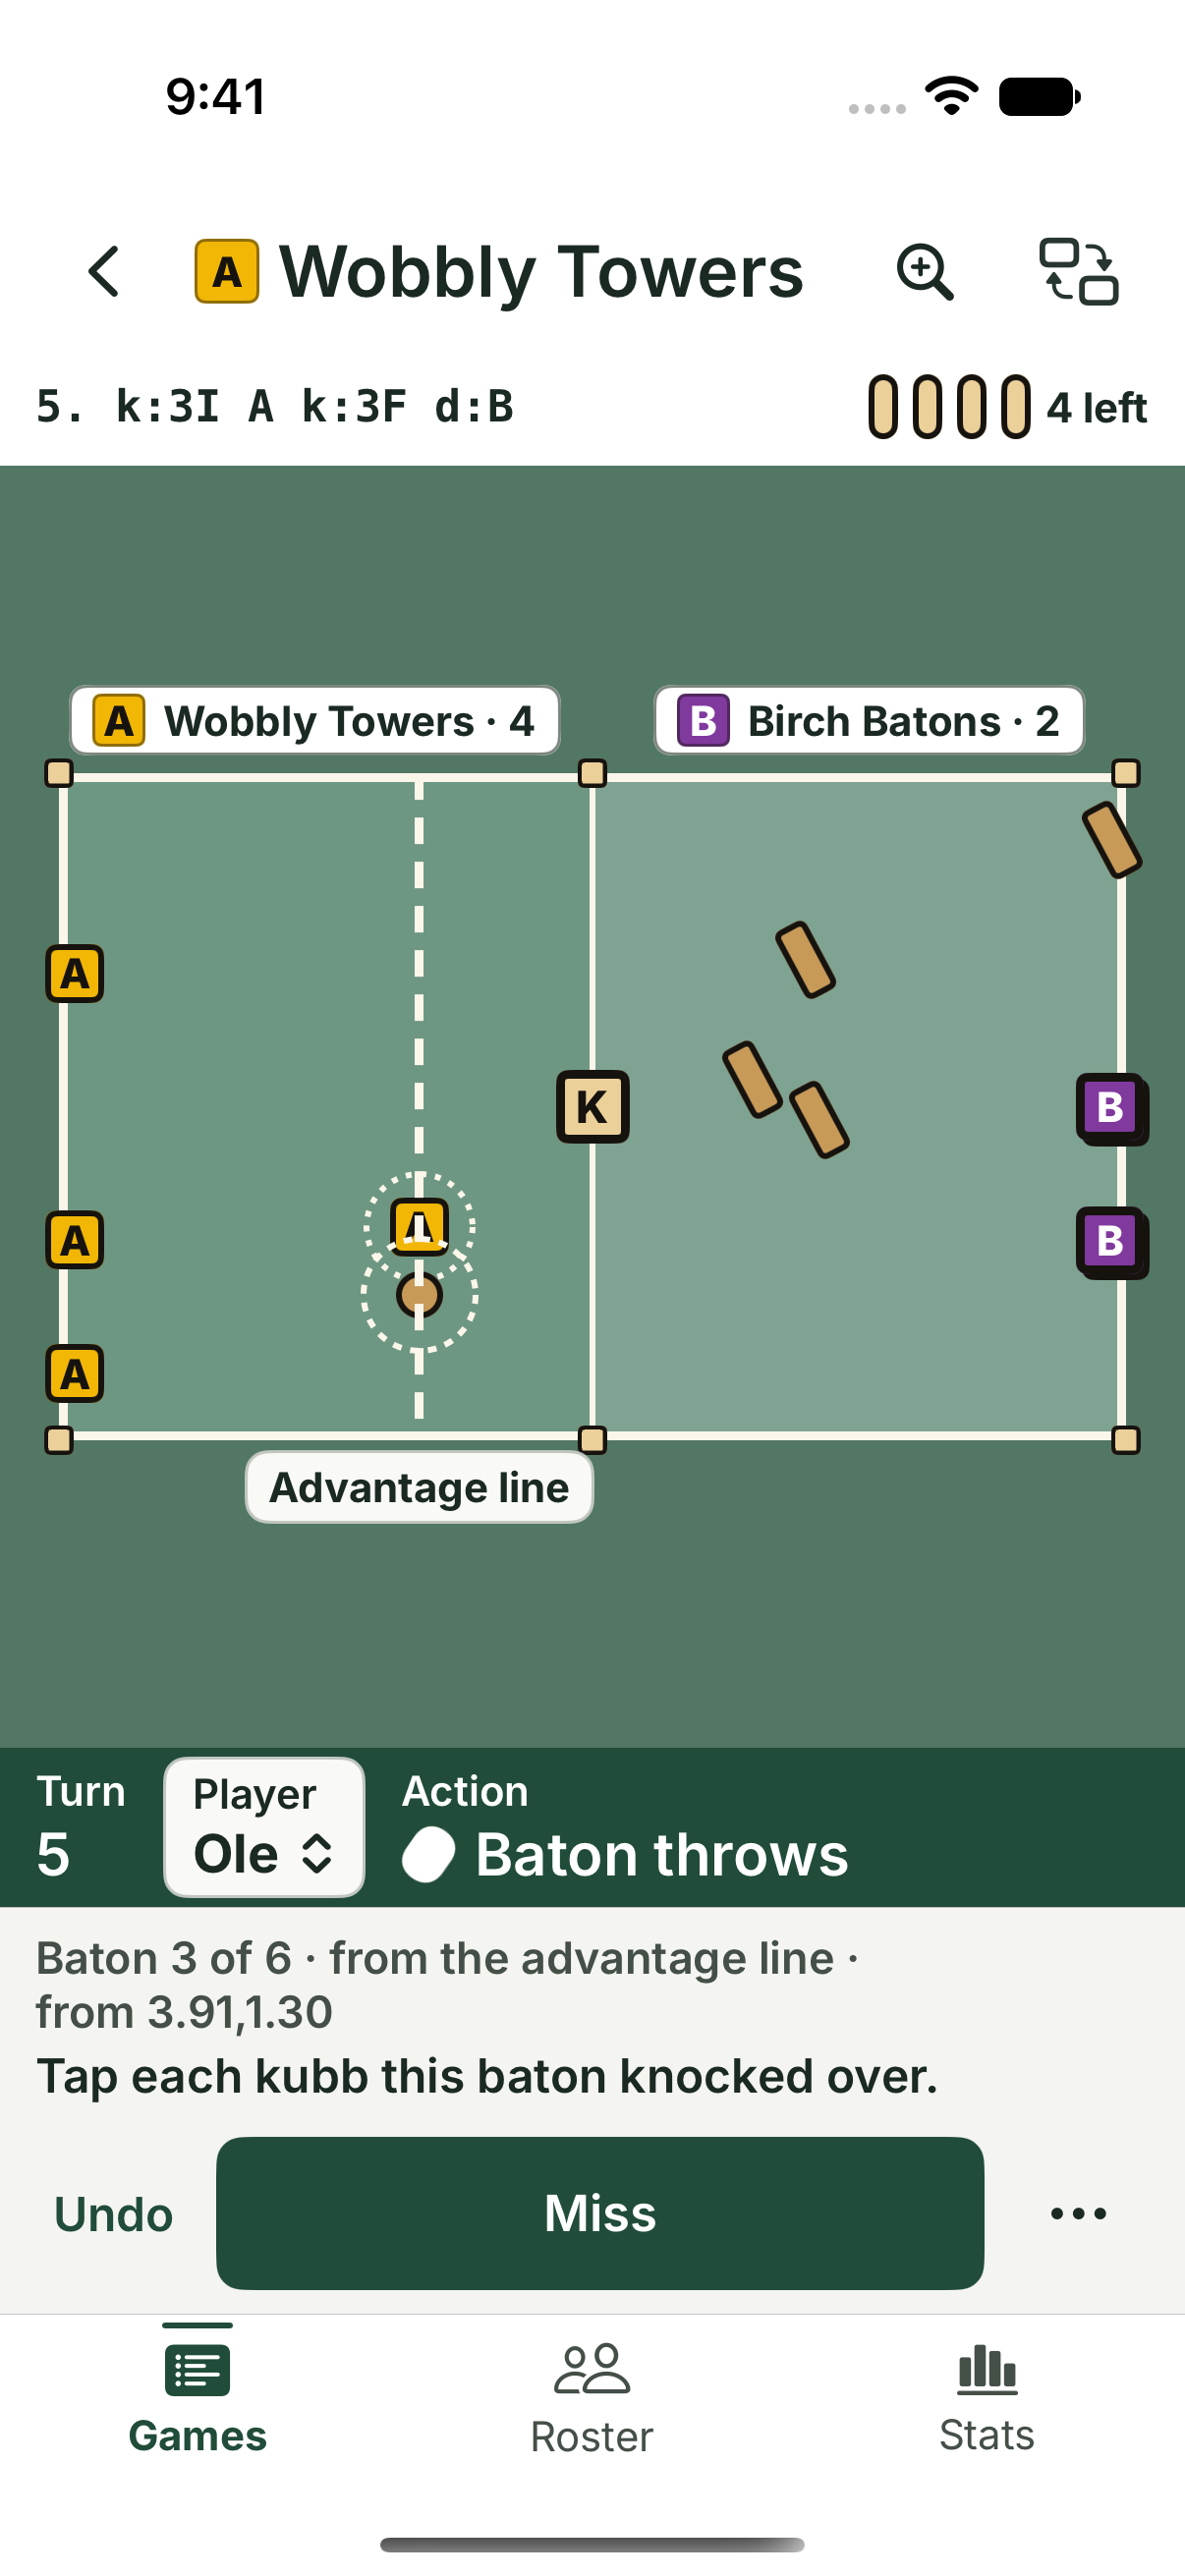 9:41
A Wobbly Towers
5. k:3I A k:3F d:B
4 left
A Wobbly Towers · 4
B Birch Batons · 2
A
K
B
A
A
B
A
Advantage line
Turn
5
Player
Ole
Action
Baton throws
Baton 3 of 6 · from the advantage line ·
from 3.91,1.30
Tap each kubb this baton knocked over.
Undo
Miss
Games
Roster
Stats